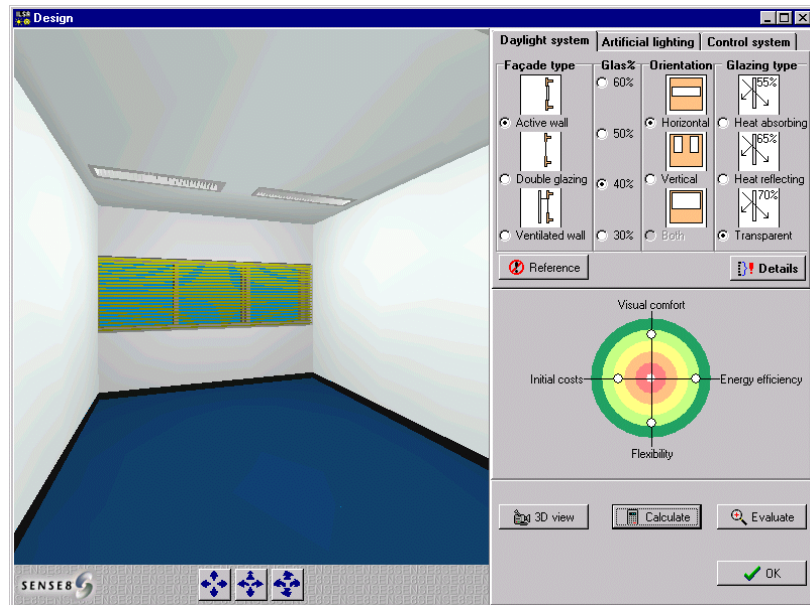 ILSR Design
Daylight system Artificial lighting Control system
Façade type Glas% Orientation Glazing type
60% 55%
Active wall Horizontal Heat absorbing
50% 65%
Double glazing 40% Vertical Heat reflecting
70%
Ventilated wall 30% Both Transparent
Reference Details
Visual comfort
Initial costs Energy efficiency
Flexibility
3D view Calculate Evaluate
SENSE8 OK